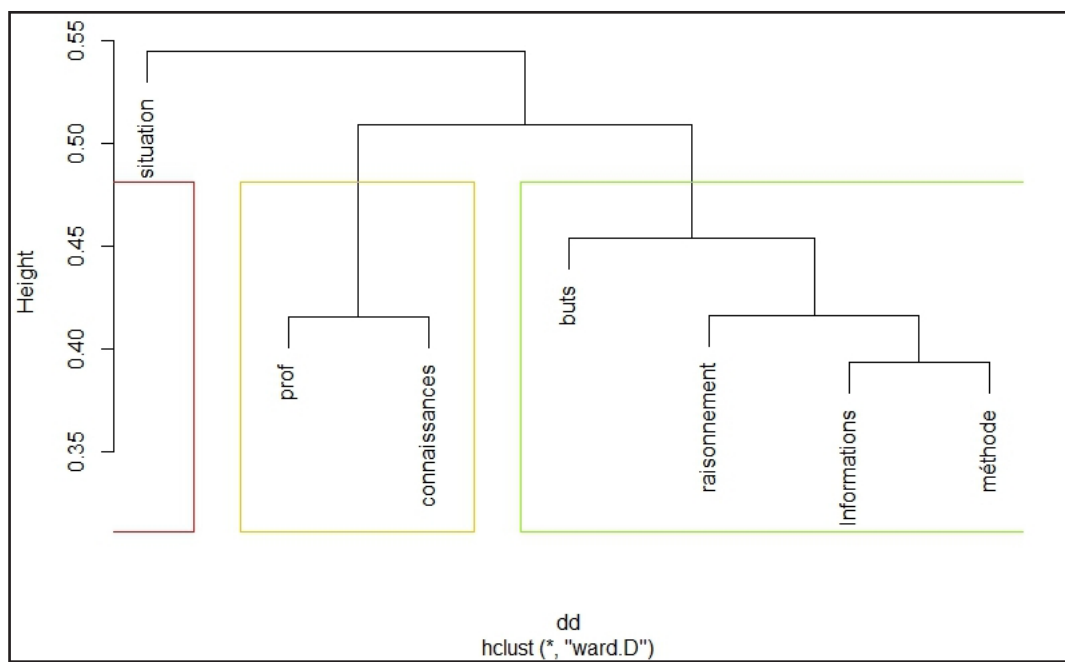 Height
0.55
0.50
0.45
0.40
0.35
situation
prof
connaissances
buts
raisonnement
Informations
méthode
dd
hclust (*, "ward.D")